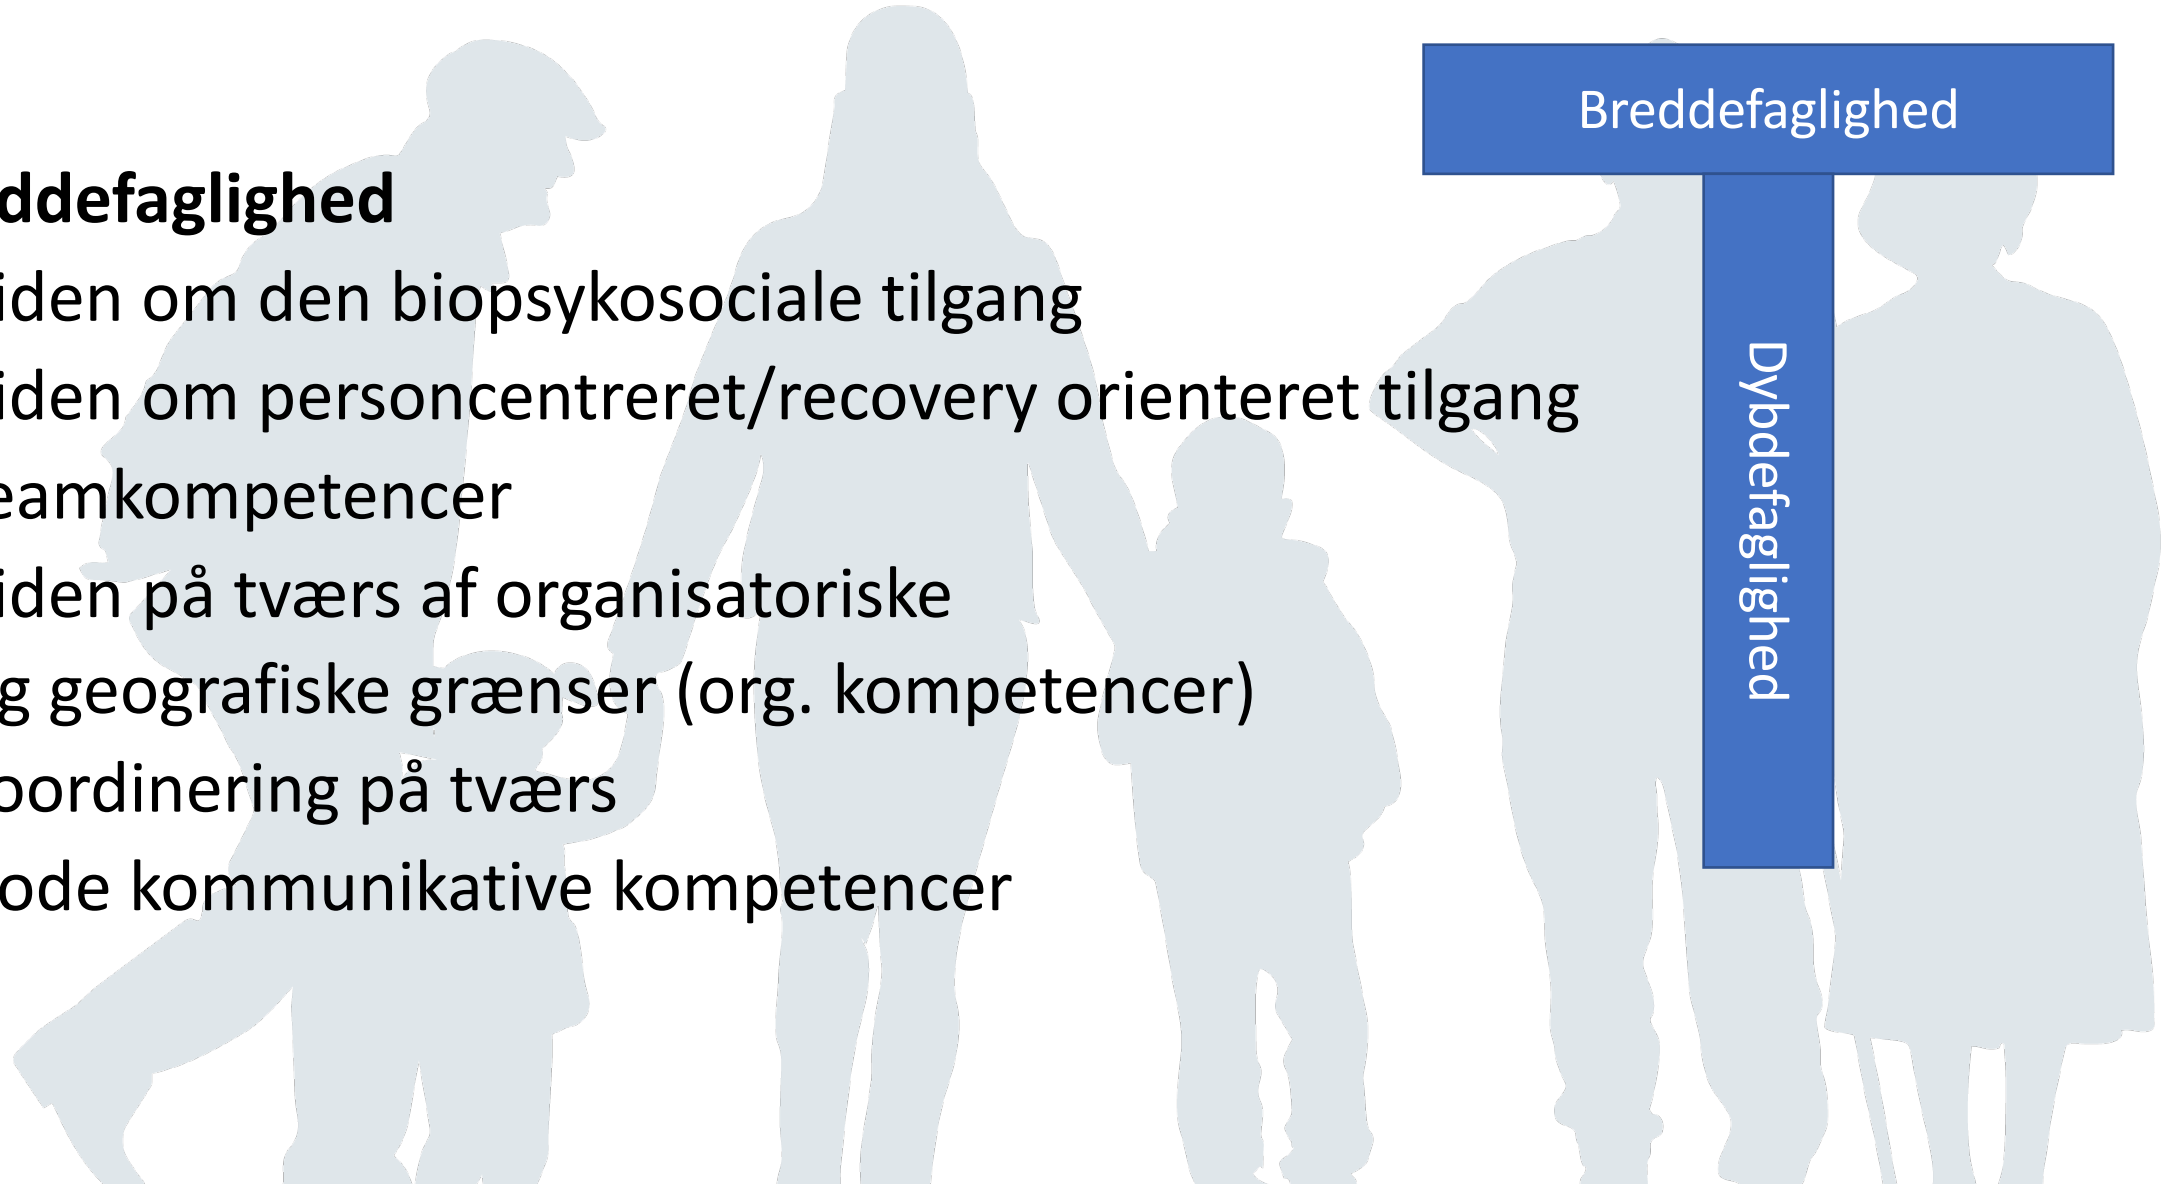 Breddefaglighed
ddefaglighed
iden om den biopsykosociale tilgang
iden om personcentreret/recovery orienteret tilgang
eamkompetencer
iden på tværs af organisatoriske
g geografiske grænser (org. kompetencer)
oordinering på tværs
ode kommunikative kompetencer
Dybdefaglighed